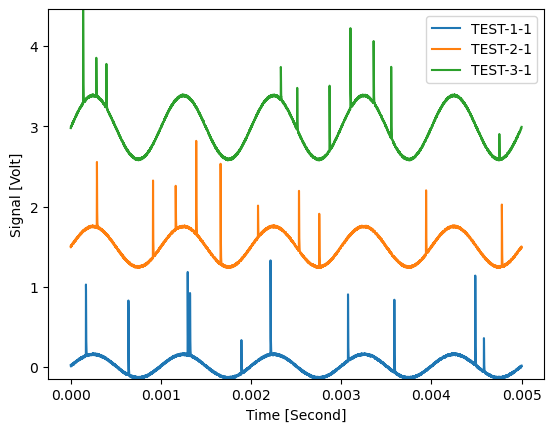 TEST-1-1
TEST-2-1
TEST-3-1
4
3
2
1
0
Signal [Volt]
0.000 0.001 0.002 0.003 0.004 0.005
Time [Second]